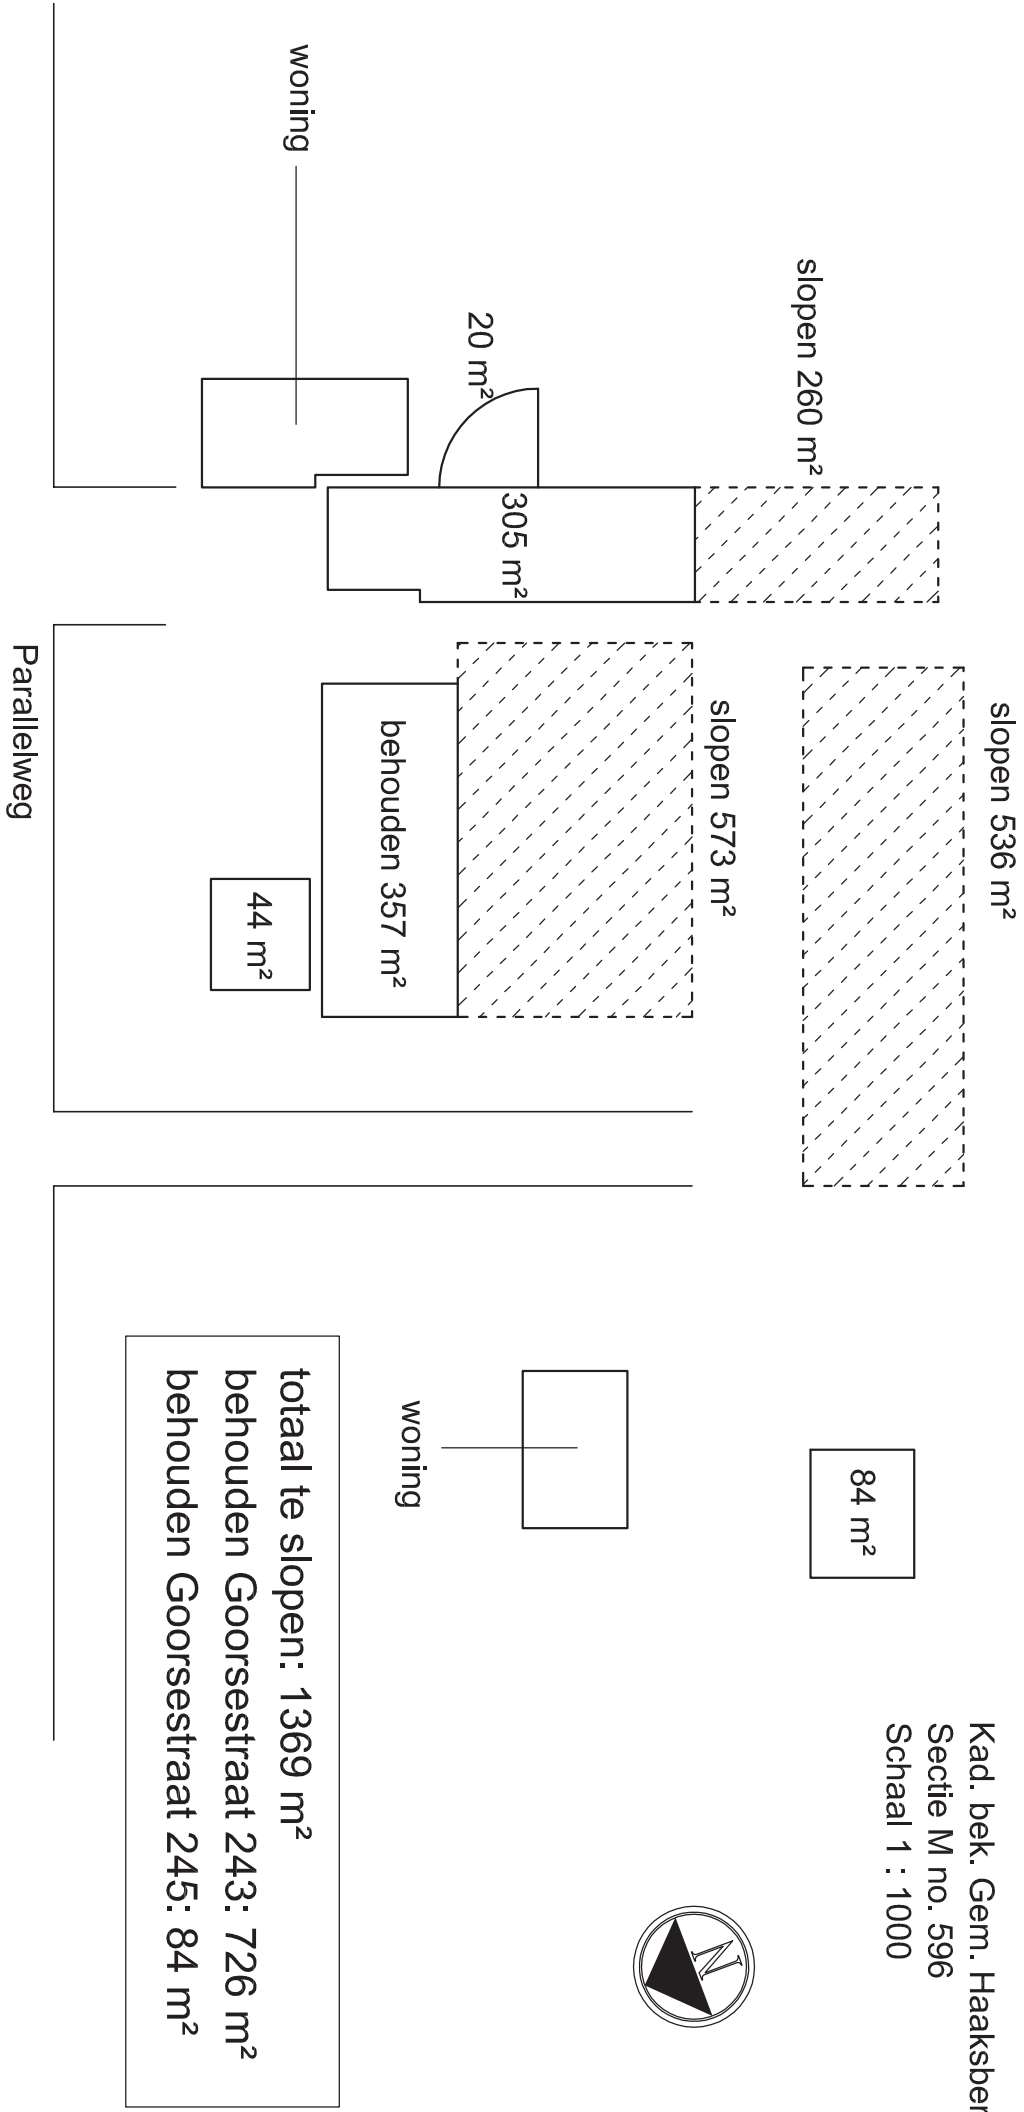 Kad. bek. Gem. Haaksber
Sectie M no. 596
Schaal 1 : 1000
slopen 536 m²
slopen 260 m²
slopen 573 m²
84 m²
20 m²
305 m²
woning
behouden 357 m²
woning
44 m²
N
totaal te slopen: 1369 m²
behouden Goorsestraat 243: 726 m²
behouden Goorsestraat 245: 84 m²
Parallelweg